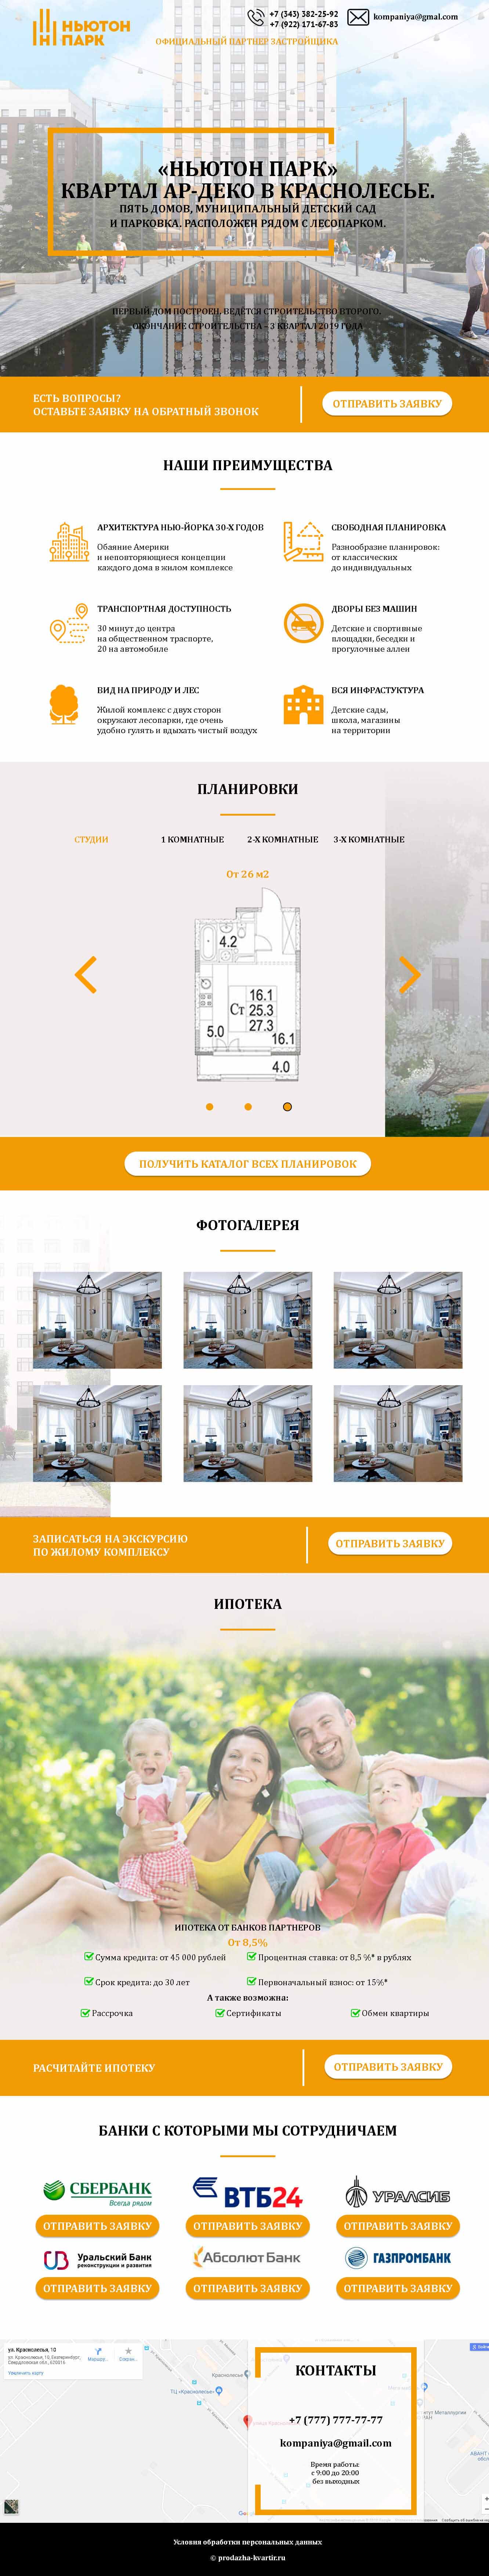 НЬЮТОН
ПАРК
+7 (343) 382-25-92
+7 (922) 171-67-83
kompaniya@gmal.com
ОФИЦИАЛЬНЫЙ ПАРТНЕР ЗАСТРОЙЩИКА
«НЬЮТОН ПАРК»
КВАРТАЛ АР-ДЕКО В КРАСНОЛЕСЬЕ.
ПЯТЬ ДОМОВ, МУНИЦИПАЛЬНЫЙ ДЕТСКИЙ САД
И ПАРКОВКА. РАСПОЛОЖЕН РЯДОМ С ЛЕСОПАРКОМ.
ПЕРВЫЙ ДОМ ПОСТРОЕН. ВЕДЁТСЯ СТРОИТЕЛЬСТВО ВТОРОГО.
ОКОНЧАНИЕ СТРОИТЕЛЬСТВА – 3 КВАРТАЛ 2019 ГОДА
ЕСТЬ ВОПРОСЫ?
ОСТАВЬТЕ ЗАЯВКУ НА ОБРАТНЫЙ ЗВОНОК
ОТПРАВИТЬ ЗАЯВКУ
НАШИ ПРЕИМУЩЕСТВА
АРХИТЕКТУРА НЬЮ-ЙОРКА 30-Х ГОДОВ
Обаяние Америки
и неповторяющиеся концепции
каждого дома в жилом комплексе
СВОБОДНАЯ ПЛАНИРОВКА
Разнообразие планировок:
от классических
до индивидуальных
ТРАНСПОРТНАЯ ДОСТУПНОСТЬ
30 минут до центра
на общественном траспорте,
20 на автомобиле
ДВОРЫ БЕЗ МАШИН
Детские и спортивные
площадки, беседки и
прогулочные аллеи
ВИД НА ПРИРОДУ И ЛЕС
Жилой комплекс с двух сторон
окружают лесопарки, где очень
удобно гулять и вдыхать чистый воздух
ВСЯ ИНФРАСТУКТУРА
Детские сады,
школа, магазины
на территории
ПЛАНИРОВКИ
СТУДИИ
1 КОМНАТНЫЕ
2-Х КОМНАТНЫЕ
3-Х КОМНАТНЫЕ
От 26 м2
4.2
Ст
16.1
25.3
27.3
5.0
16.1
4.0
ПОЛУЧИТЬ КАТАЛОГ ВСЕХ ПЛАНИРОВОК
ФОТОГАЛЕРЕЯ
ЗАПИСАТЬСЯ НА ЭКСКУРСИЮ
ПО ЖИЛОМУ КОМПЛЕКСУ
ОТПРАВИТЬ ЗАЯВКУ
ИПОТЕКА
ИПОТЕКА ОТ БАНКОВ ПАРТНЕРОВ
От 8,5%
Сумма кредита: от 45 000 рублей
Процентная ставка: от 8,5 %* в рублях
Срок кредита: до 30 лет
Первоначальный взнос: от 15%*
А также возможна:
Рассрочка
Сертификаты
Обмен квартиры
РАСЧИТАЙТЕ ИПОТЕКУ
ОТПРАВИТЬ ЗАЯВКУ
БАНКИ С КОТОРЫМИ МЫ СОТРУДНИЧАЕМ
СБЕРБАНК
Всегда рядом
ВТБ24
УРАЛСИБ
ОТПРАВИТЬ ЗАЯВКУ
ОТПРАВИТЬ ЗАЯВКУ
ОТПРАВИТЬ ЗАЯВКУ
Уральский Банк
реконструкции и развития
Абсолют Банк
ГАЗПРОМБАНК
ОТПРАВИТЬ ЗАЯВКУ
ОТПРАВИТЬ ЗАЯВКУ
ОТПРАВИТЬ ЗАЯВКУ
ул. Краснолесья, 10
ул. Краснолесья, 10, Екатеринбург,
Свердловская обл., 620016
Маршру...
Сохран...
Увеличить карту
Краснолесье
ТЦ «Краснолесье»
КОНТАКТЫ
+7 (777) 777-77-77
kompaniya@gmail.com
Время работы:
с 9:00 до 20:00
без выходных
Условия обработки персональных данных
© prodazha-kvartir.ru